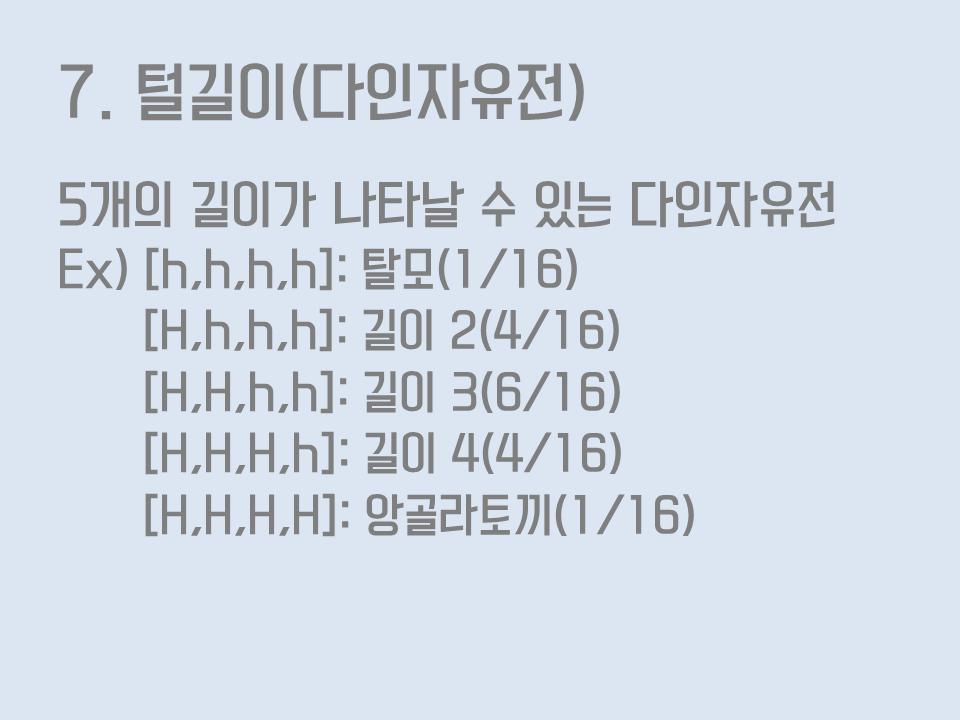 7. 털길이(다인자유전)
5개의 길이가 나타날 수 있는 다인자유전
Ex) [h,h,h,h]: 탈모(1/16)
[H,h,h,h]: 길이 2(4/16)
[H,H,h,h]: 길이 3(6/16)
[H,H,H,h]: 길이 4(4/16)
[H,H,H,H]: 앙골라토끼(1/16)